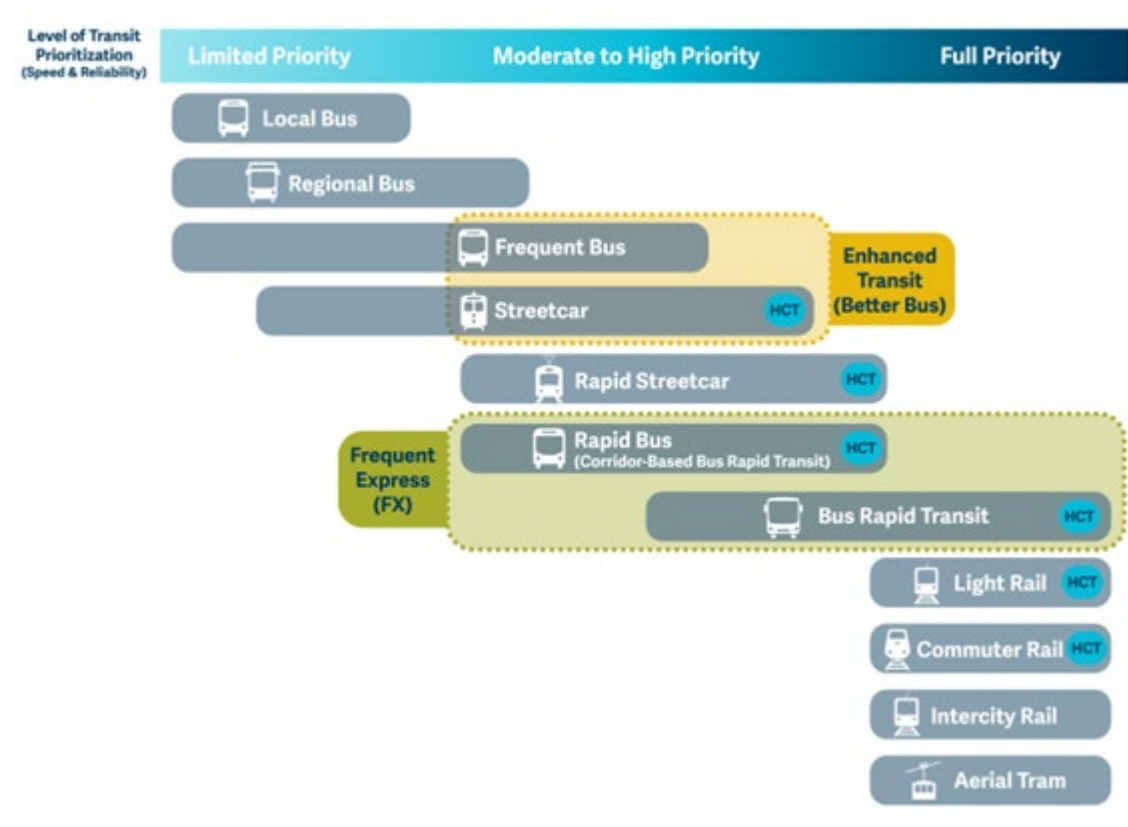 Level of Transit
Prioritization
(Speed & Reliability)
Limited Priority
Moderate to High Priority
Full Priority
Local Bus
Regional Bus
Frequent Bus
Streetcar
HCT
Enhanced
Transit
(Better Bus)
Rapid Streetcar
HCT
Frequent
Express
(FX)
Rapid Bus
(Corridor-Based Bus Rapid Transit)
HCT
Bus Rapid Transit
HCT
Light Rail
HCT
Commuter Rail
HCT
Intercity Rail
Aerial Tram